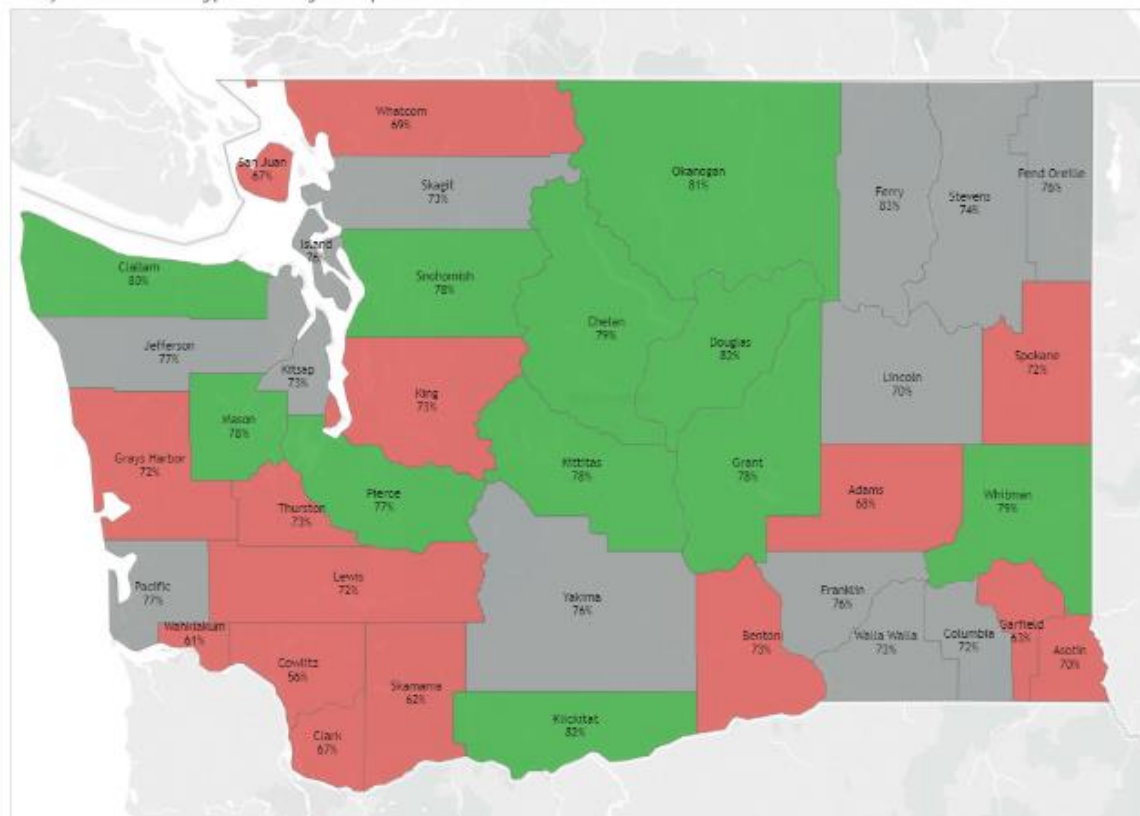 Whatcom
69%
San Juan
67%
Skagit
73%
Okanogan
81%
Ferry
83%
Stevens
74%
Pend Oreille
76%
Island
76%
Clallam
80%
Snohomish
78%
Chelan
79%
Douglas
82%
Jefferson
77%
Kitsap
73%
King
73%
Lincoln
70%
Spokane
72%
Mason
78%
Grays Harbor
72%
Thurston
73%
Pierce
77%
Kittitas
78%
Grant
78%
Adams
68%
Whitman
79%
Pacific
77%
Lewis
72%
Yakima
76%
Franklin
76%
Wahkiakum
61%
Benton
73%
Walla Walla
73%
Columbia
72%
Garfield
63%
Asotin
70%
Cowlitz
56%
Skamania
62%
Clark
67%
Klickitat
82%